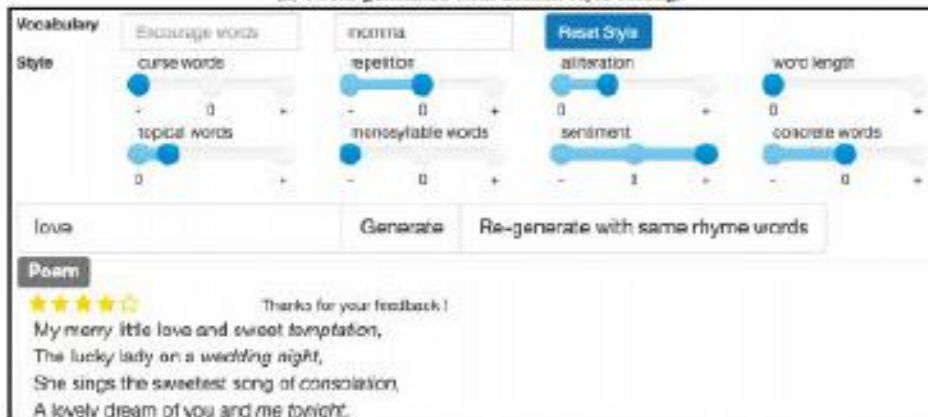 Vocabulary Encourage words momma Reset Style
Style curse words repetition alliteration word length
- 0 + - 0 + 0 + 0 +
topical words monosyllable words sentiment concrete words
0 + - 0 + - 0 + - 0 +
love Generate Re-generate with same rhyme words
Poem
Thanks for your feedback !
My merry little love and sweet temptation,
The lucky lady on a wedding night,
She sings the sweetest song of consolation,
A lovely dream of you and me tonight.